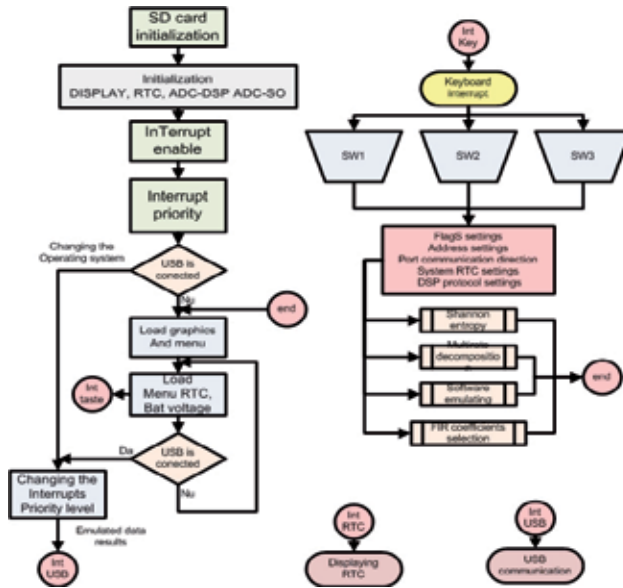 SD card
initialization
Initialization
DISPLAY, RTC, ADC-DSP ADC-SO
InTerrupt
enable
Interrupt
priority
Changing the
Operating system
USB is
conected
Nu
end
Load graphics
And menu
Int
taste
Load
Menu RTC,
Bat voltage
Da
USB is
conected
Nu
Changing the
Interrupts
Priority level
Emulated data
results
Int
USB
Int
Key
Keyboard
Interrupt
SW1
SW2
SW3
FlagS settings
Address settings
Port communication direction
System RTC settings
DSP protocol settings
Shannon
entropy
decompositio
Software
emulating
FIR coefficients
selection
end
Int
RTC
Displaying
RTC
Int
USB
USB
communication